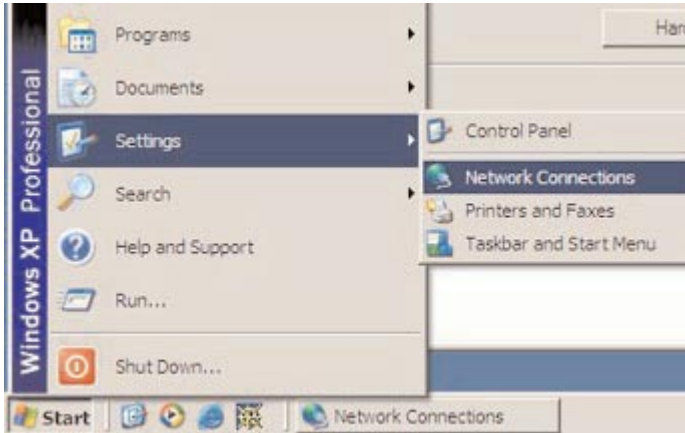 Windows XP Professional
Programs
Documents
Settings
Search
Help and Support
Run...
Shut Down...
Control Panel
Network Connections
Printers and Faxes
Taskbar and Start Menu
Start
Network Connections